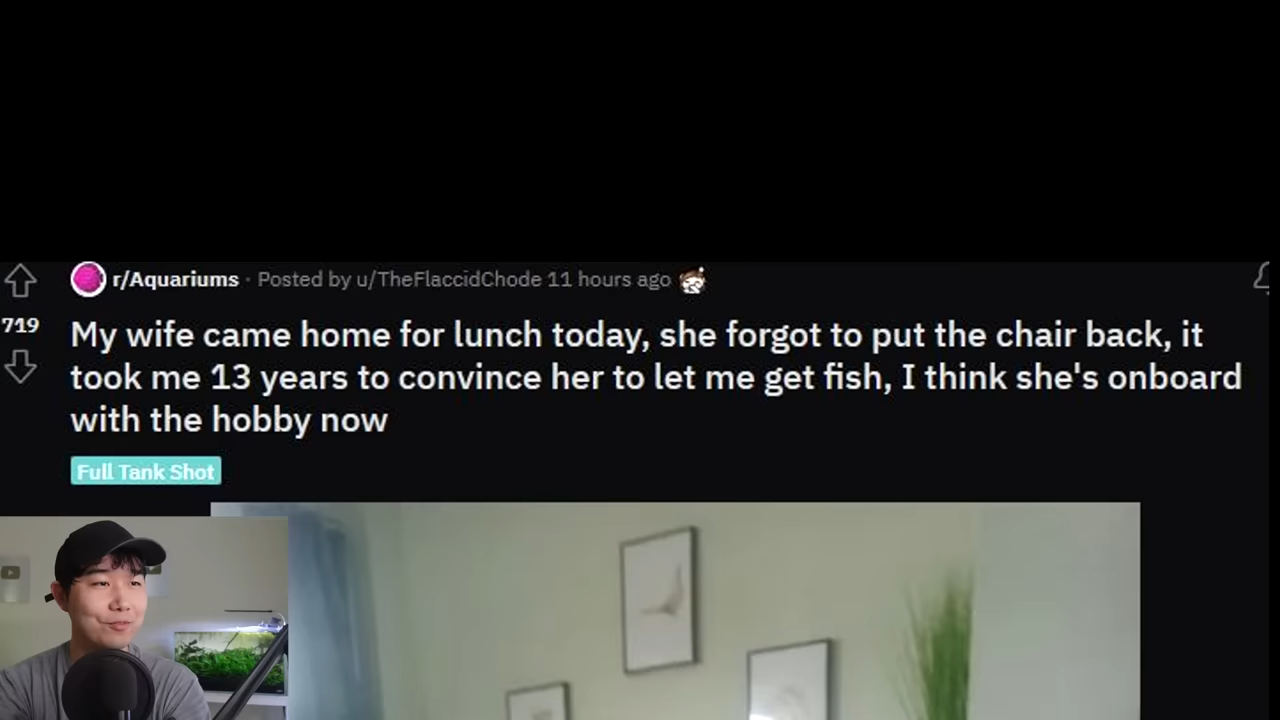 r/Aquariums · Posted by u/TheFlaccidChode 11 hours ago
719
My wife came home for lunch today, she forgot to put the chair back, it
took me 13 years to convince her to let me get fish, I think she's onboard
with the hobby now
Full Tank Shot